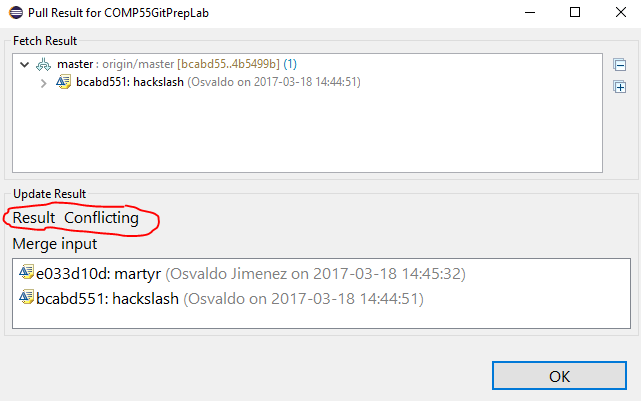 Pull Result for COMP55GitPrepLab
Fetch Result
master : origin/master [bcabd55..4b5499b] (1)
bcabd551: hackslash (Osvaldo on 2017-03-18 14:44:51)
Update Result
Result Conflicting
Merge input
e033d10d: martyr (Osvaldo Jimenez on 2017-03-18 14:45:32)
bcabd551: hackslash (Osvaldo on 2017-03-18 14:44:51)
OK